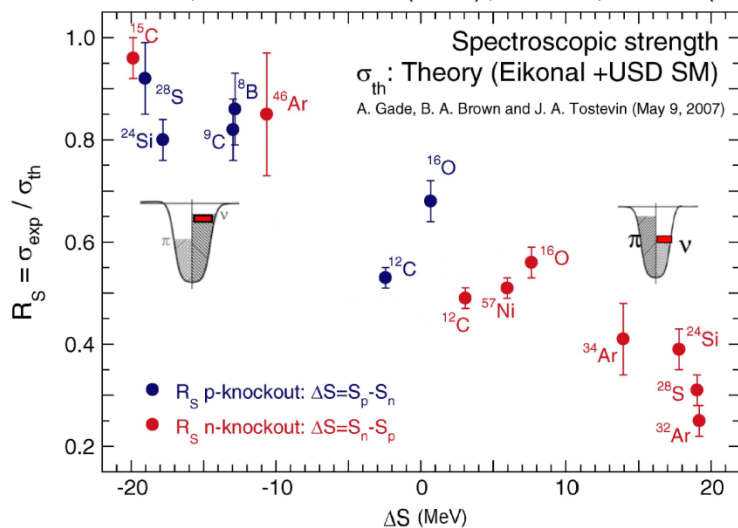 Spectroscopic strength
σth: Theory (Eikonal +USD SM)
A. Gade, B. A. Brown and J. A. Tostevin (May 9, 2007)
1.0
0.8
0.6
0.4
0.2
RS = σexp / σth
15C
28S
24Si
8B
9C
46Ar
16O
12C
16O
12C
57Ni
34Ar
24Si
28S
32Ar
π
ν
π
ν
RS p-knockout: ΔS=Sp-Sn
RS n-knockout: ΔS=Sn-Sp
-20
-10
0
10
20
ΔS (MeV)